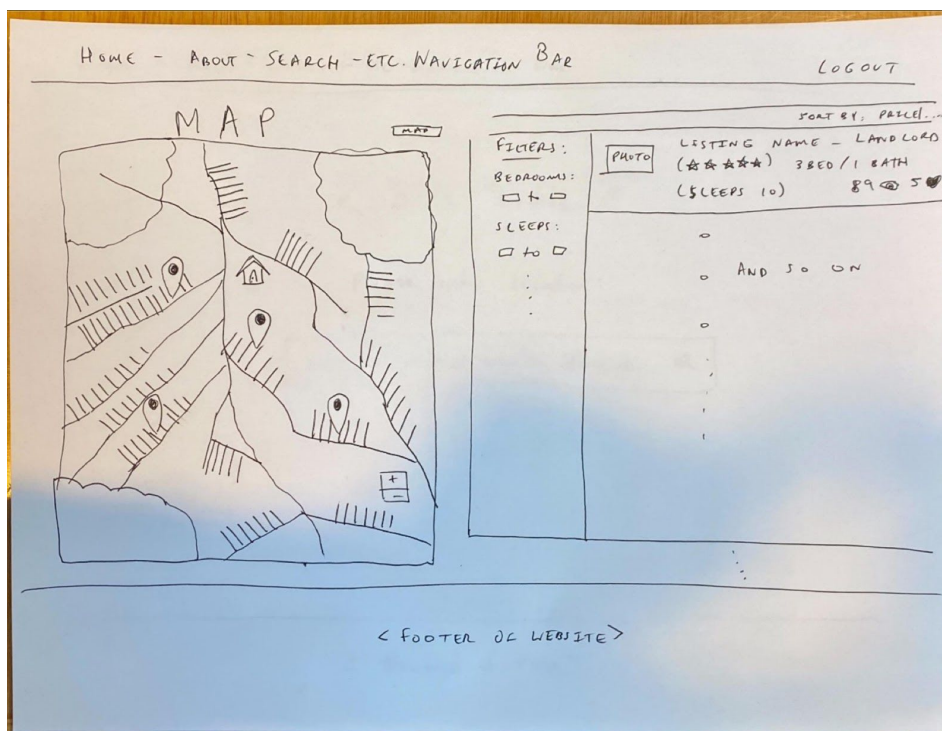 HOME - ABOUT - SEARCH - ETC. NAVIGATION BAR
LOGOUT
MAP
MAP
A
+
-
SORT BY: PRICE/...
FILTERS:
BEDROOMS:
to
SLEEPS:
to
PHOTO
LISTING NAME - LANDLORD
(★★★★★) 3 BED / 1 BATH
(SLEEPS 10) 89 5
AND SO ON
< FOOTER OF WEBSITE >